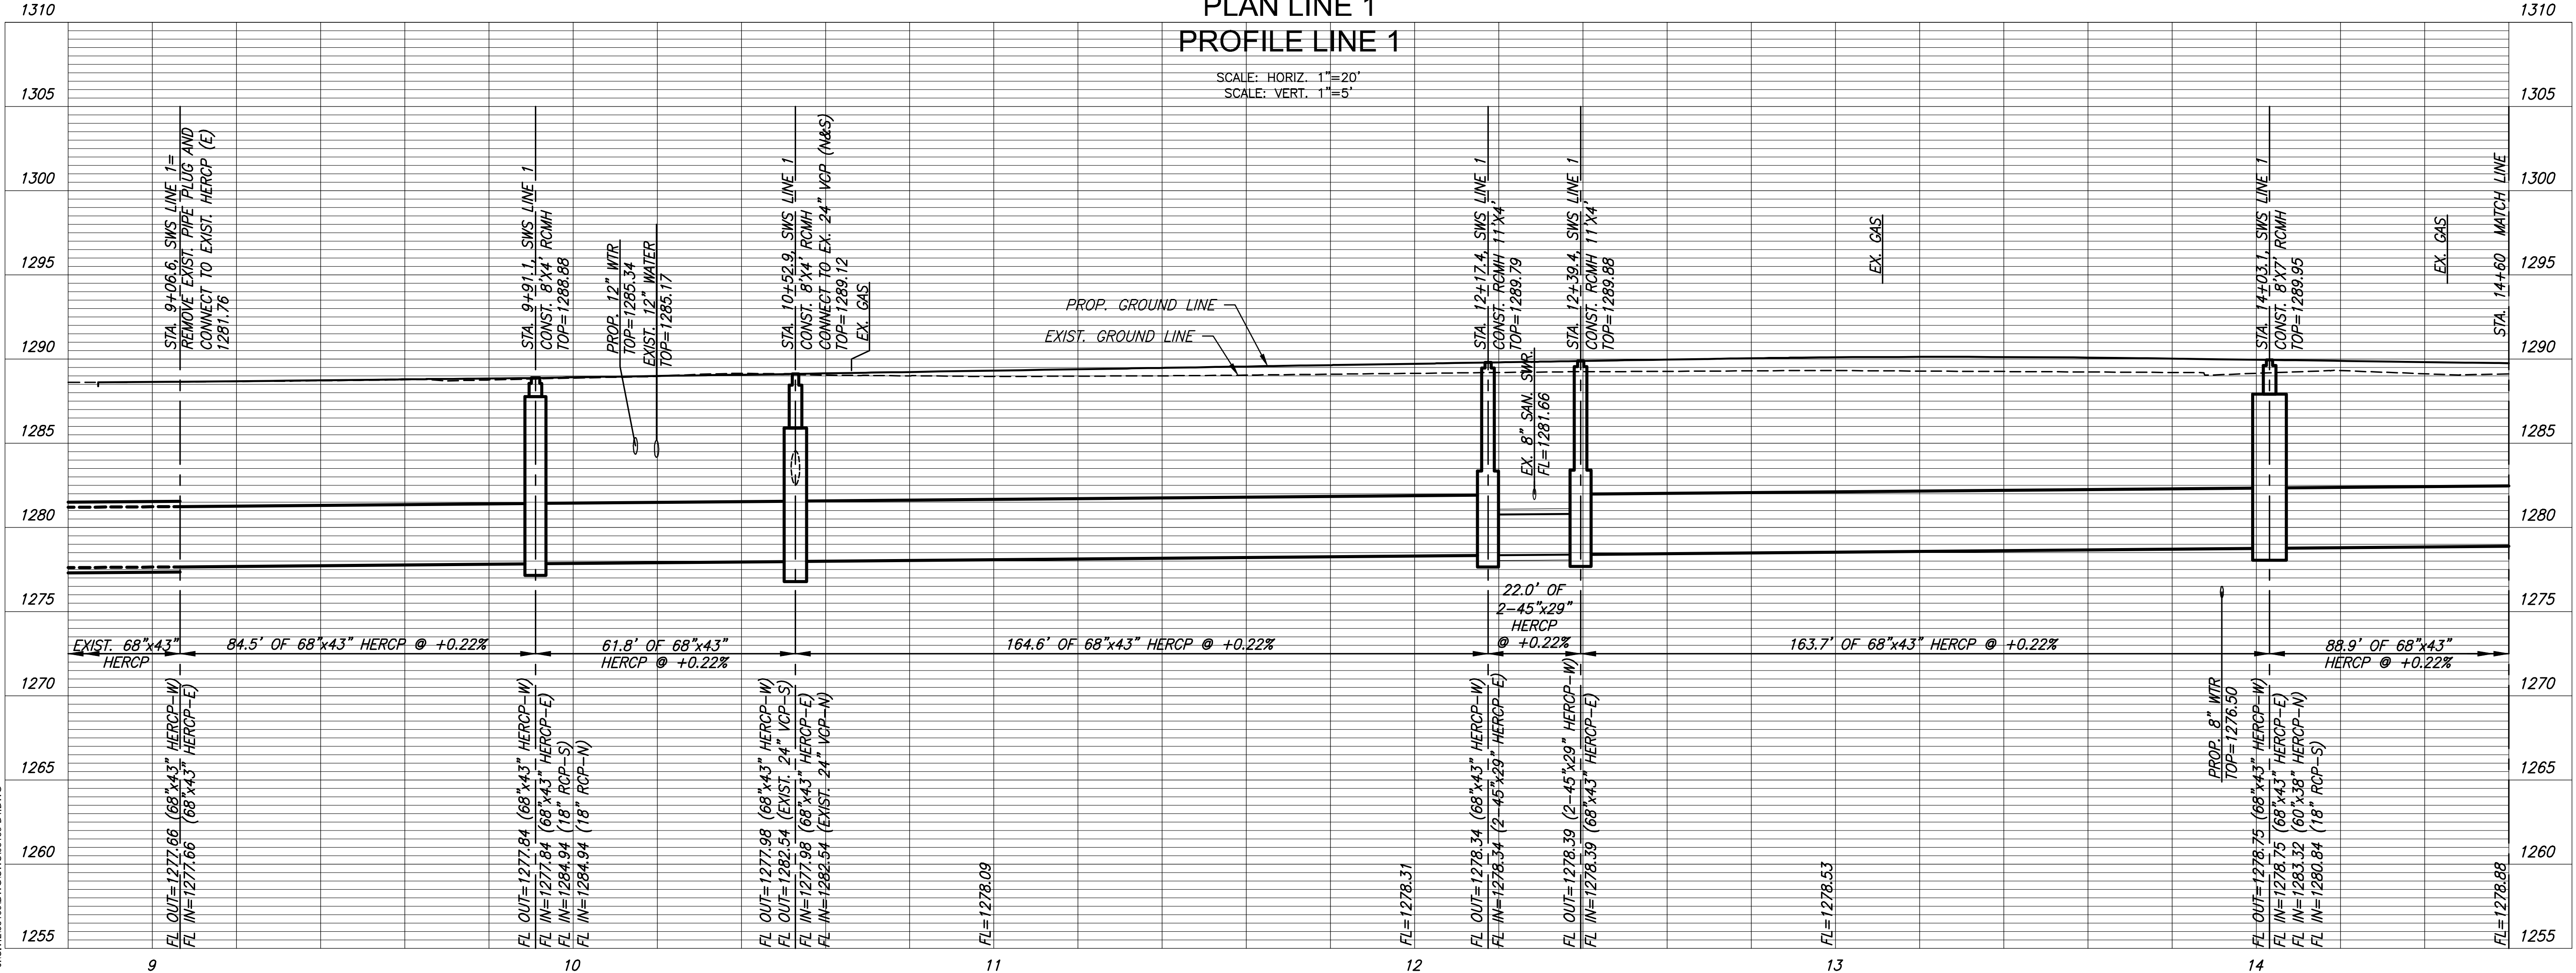 PLAN LINE 1
PROFILE LINE 1
SCALE: HORIZ. 1"=20'
SCALE: VERT. 1"=5'
1310
1305
1300
1295
1290
1285
1280
1275
1270
1265
1260
1255
1310
1305
1300
1295
1290
1285
1280
1275
1270
1265
1260
1255
STA. 9+06.6, SWS LINE 1=
REMOVE EXIST. PIPE PLUG AND
CONNECT TO EXIST. HERCP (E)
1281.76
STA. 9+91.1, SWS LINE 1
CONST. 8'X4' RCMH
TOP=1288.88
PROP. 12" WTR
TOP=1285.34
EXIST. 12" WATER
TOP=1285.17
STA. 10+52.9, SWS LINE 1
CONST. 8'X4' RCMH
CONNECT TO EX. 24" VCP (N&S)
TOP=1289.12
EX. GAS
PROP. GROUND LINE
EXIST. GROUND LINE
STA. 12+17.4, SWS LINE 1
CONST. RCMH 11'X4'
TOP=1289.79
EX. 8" SAN. SWR.
FL=1281.66
STA. 12+39.4, SWS LINE 1
CONST. RCMH 11'X4'
TOP=1289.88
EX. GAS
STA. 14+03.1, SWS LINE 1
CONST. 8'X7' RCMH
TOP=1289.95
EX. GAS
STA. 14+60 MATCH LINE
EXIST. 68"x43"
HERCP
84.5' OF 68"x43" HERCP @ +0.22%
61.8' OF 68"x43"
HERCP @ +0.22%
164.6' OF 68"x43" HERCP @ +0.22%
22.0' OF
2-45"x29"
HERCP
@ +0.22%
163.7' OF 68"x43" HERCP @ +0.22%
88.9' OF 68"x43"
HERCP @ +0.22%
FL OUT=1277.66 (68"x43" HERCP-W)
FL IN=1277.66 (68"x43" HERCP-E)
FL OUT=1277.84 (68"x43" HERCP-W)
FL IN=1277.84 (68"x43" HERCP-E)
FL IN=1284.94 (18" RCP-S)
FL IN=1284.94 (18" RCP-N)
FL OUT=1277.98 (68"x43" HERCP-W)
FL OUT=1282.54 (EXIST. 24" VCP-S)
FL IN=1277.98 (68"x43" HERCP-E)
FL IN=1282.54 (EXIST. 24" VCP-N)
FL=1278.09
FL=1278.31
FL OUT=1278.34 (68"x43" HERCP-W)
FL IN=1278.34 (2-45"x29" HERCP-E)
FL OUT=1278.39 (2-45"x29" HERCP-W)
FL IN=1278.39 (68"x43" HERCP-E)
FL=1278.53
PROP. 8" WTR
TOP=1276.50
FL OUT=1278.75 (68"x43" HERCP-W)
FL IN=1278.75 (68"x43" HERCP-E)
FL IN=1283.32 (60"x38" HERCP-N)
FL IN=1280.84 (18" RCP-S)
FL=1278.88
9
10
11
12
13
14